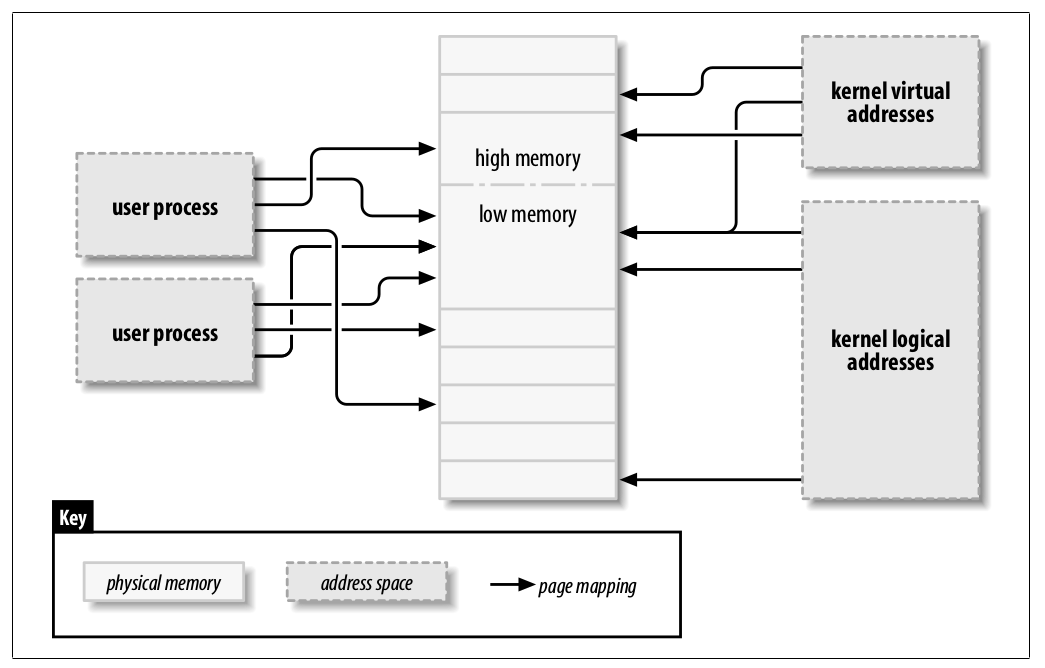 kernel virtual
addresses
high memory
user process
low memory
user process
kernel logical
addresses
Key
physical memory
address space
page mapping